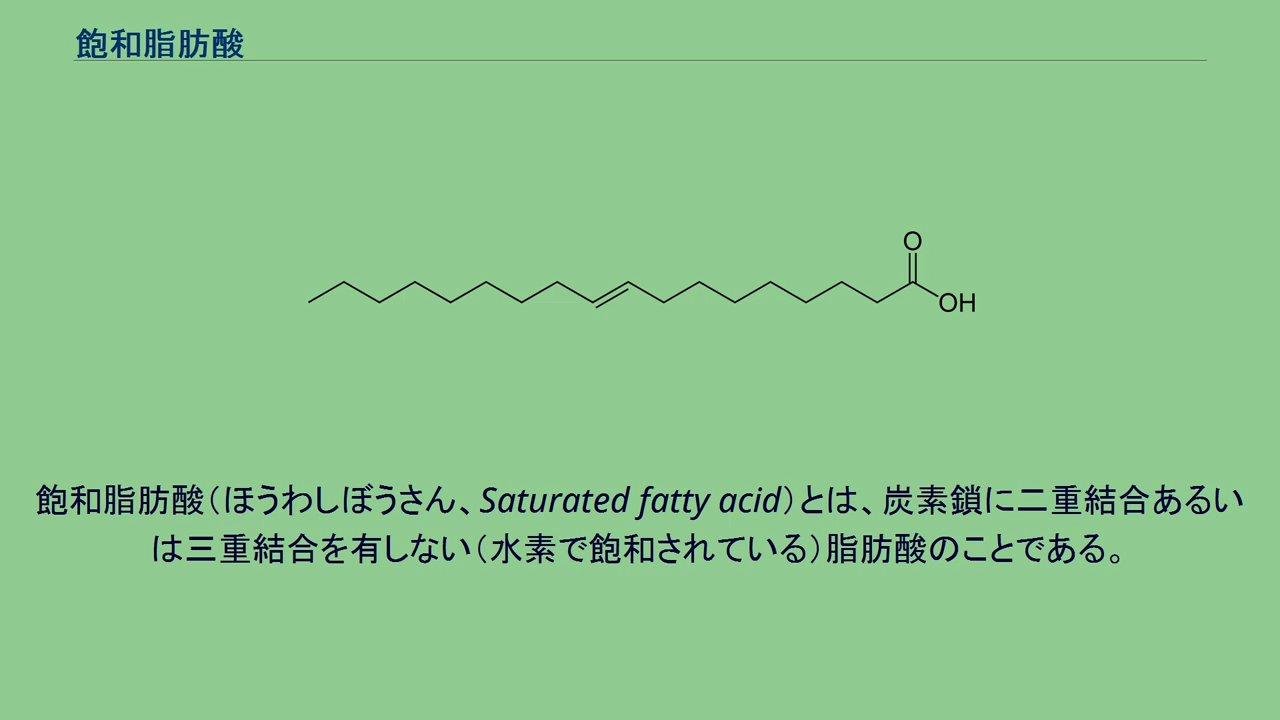 飽和脂肪酸
O
OH
飽和脂肪酸（ほうわしぼうさん、Saturated fatty acid）とは、炭素鎖に二重結合あるい
は三重結合を有しない（水素で飽和されている）脂肪酸のことである。